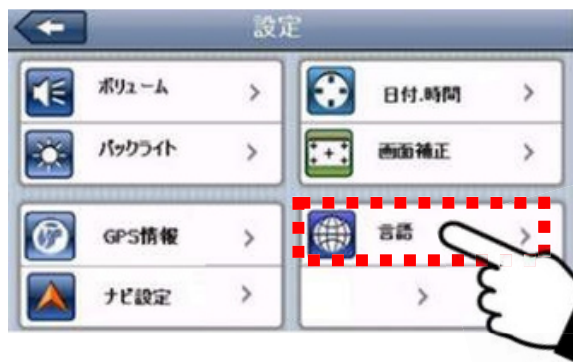 設定
ボリューム
日付.時間
バックライト
画面補正
GPS情報
言語
ナビ設定